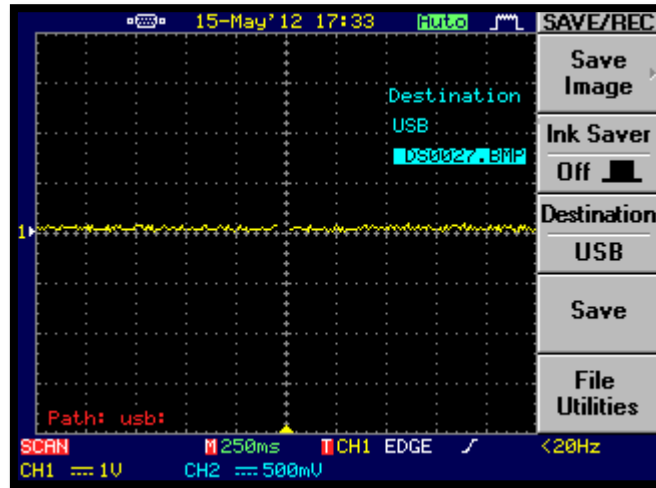 15-May'12 17:33 Auto SAVE/REC
Save
Image
Destination
USB
DS0027.BMP
Ink Saver
Off
Destination
USB
1
Save
File
Utilities
Path: usb:
SCAN M 250ms T CH1 EDGE <20Hz
CH1 1V CH2 500mV